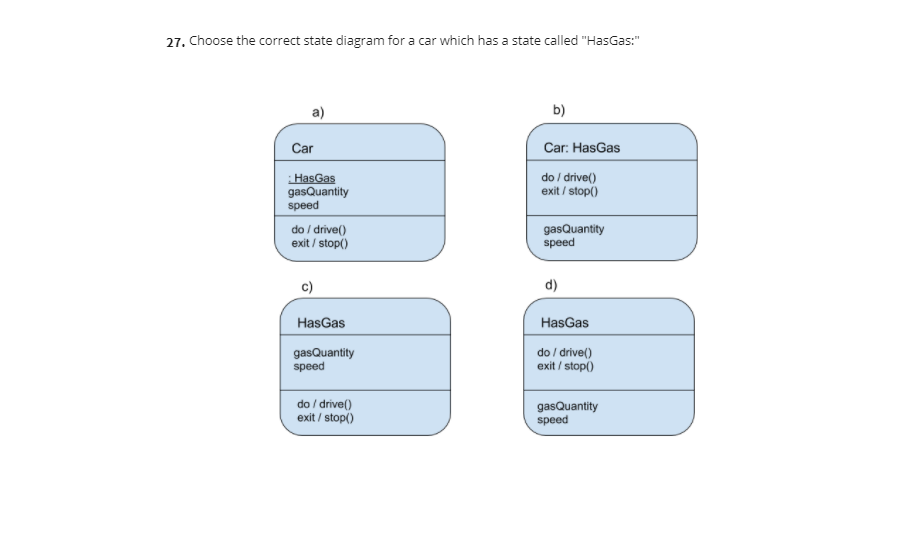 27. Choose the correct state diagram for a car which has a state called "HasGas:"
a)
Car
: HasGas
gasQuantity
speed
do / drive()
exit / stop()
b)
Car: HasGas
do / drive()
exit / stop()
gasQuantity
speed
c)
HasGas
gasQuantity
speed
do / drive()
exit / stop()
d)
HasGas
do / drive()
exit / stop()
gasQuantity
speed